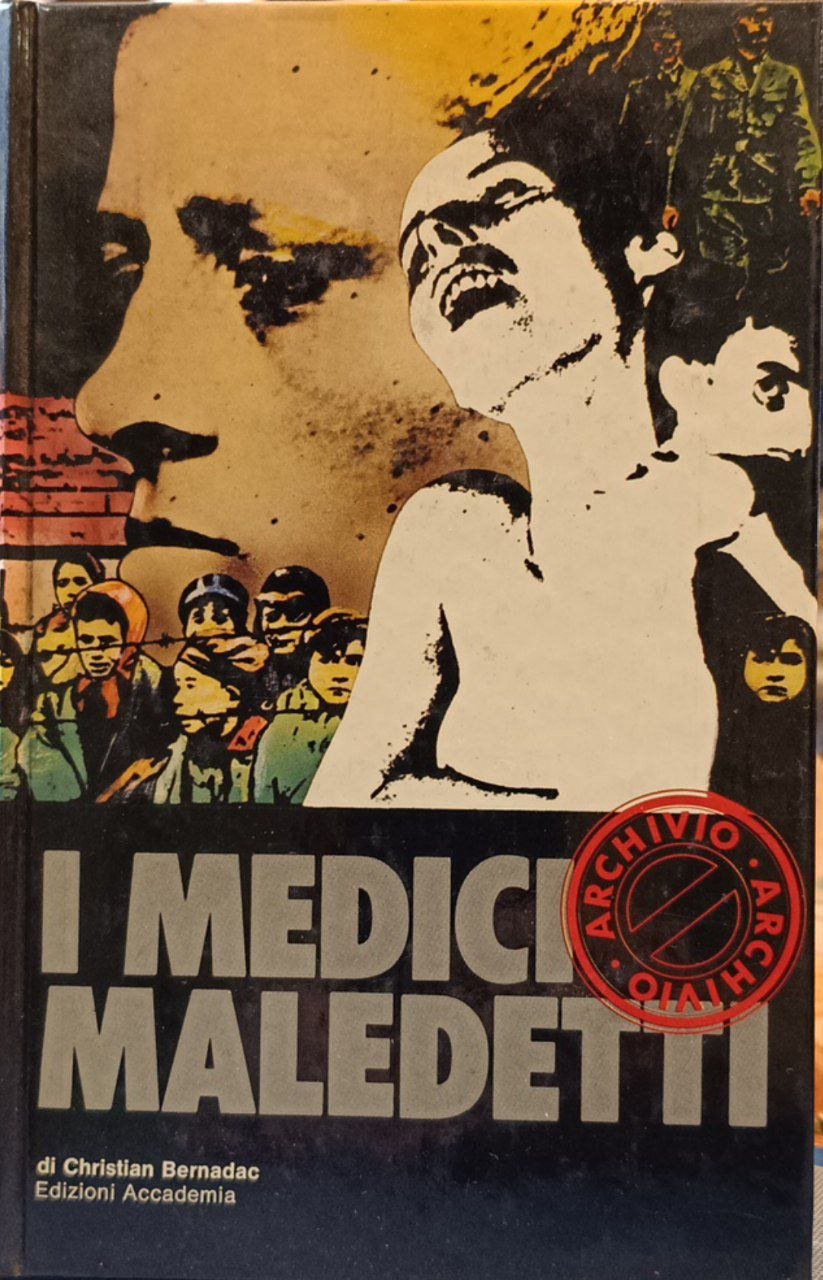 I MEDICI
MALEDETTI
ARCHIVIO · ARCHIVIO ·
di Christian Bernadac
Edizioni Accademia